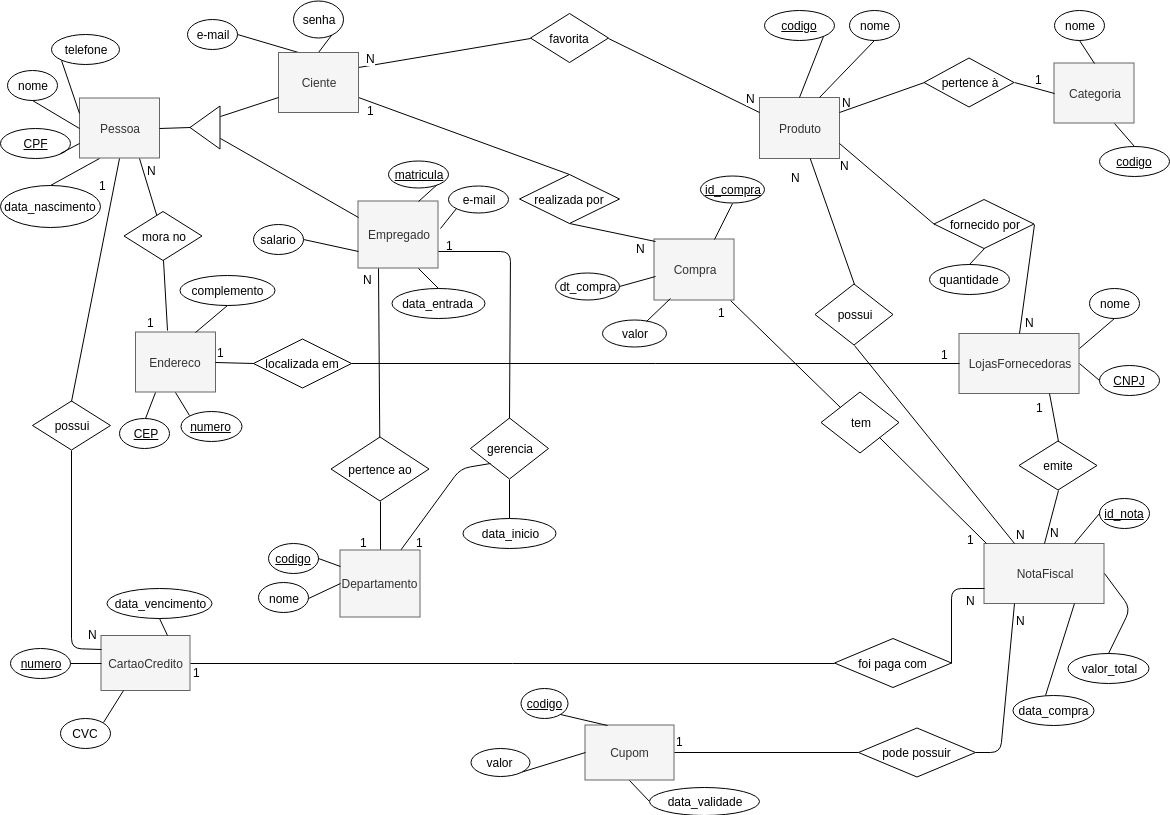 senha
e-mail
codigo
nome
nome
favorita
telefone
N
Ciente
pertence à
1
nome
Categoria
N
N
1
Pessoa
Produto
CPF
N
codigo
1
N
matricula
N
id_compra
data_nascimento
e-mail
realizada por
mora no
salario
Empregado
1
fornecido por
N
Compra
N
quantidade
complemento
dt_compra
data_entrada
nome
1
1
possui
N
valor
1
1
Endereco
localizada em
LojasFornecedoras
CNPJ
1
possui
CEP
numero
tem
gerencia
emite
pertence ao
id_nota
data_inicio
1
1
1
N
N
codigo
NotaFiscal
Departamento
nome
data_vencimento
N
N
N
numero
CartaoCredito
1
foi paga com
valor_total
codigo
data_compra
CVC
1
Cupom
pode possuir
valor
data_validade